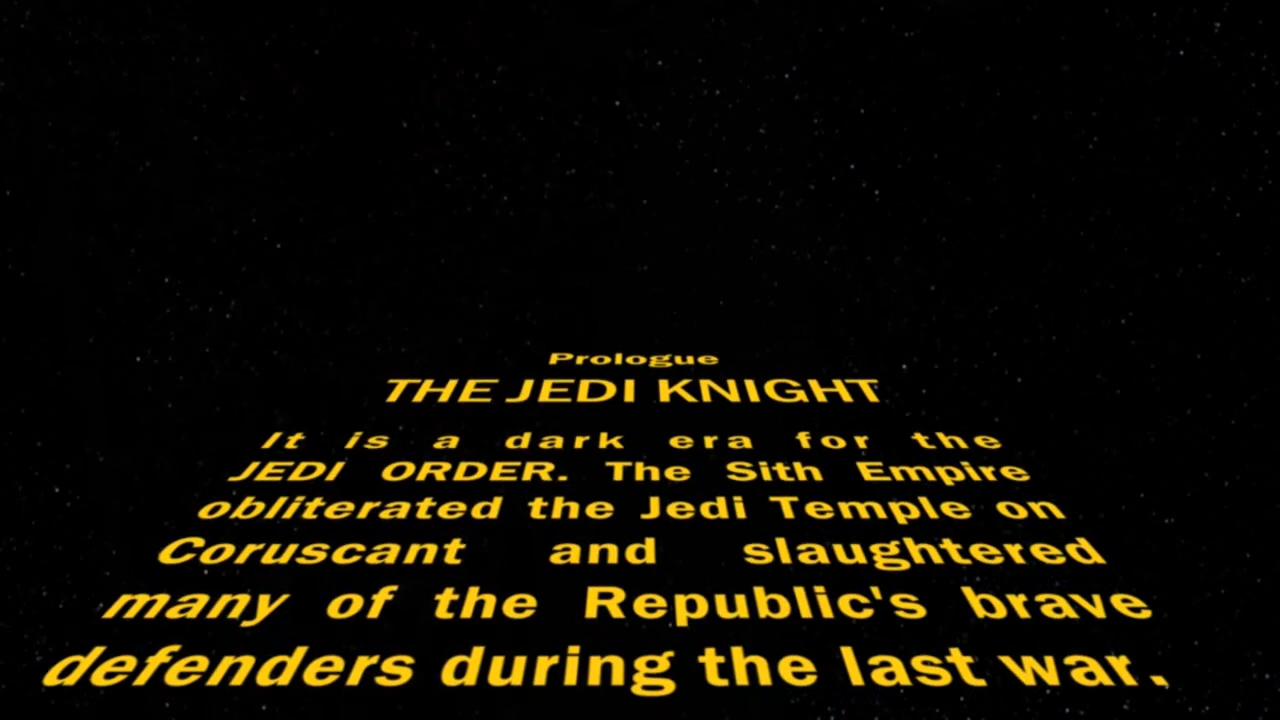 Prologue
THE JEDI KNIGHT
It is a dark era for the
JEDI ORDER. The Sith Empire
obliterated the Jedi Temple on
Coruscant and slaughtered
many of the Republic's brave
defenders during the last war.